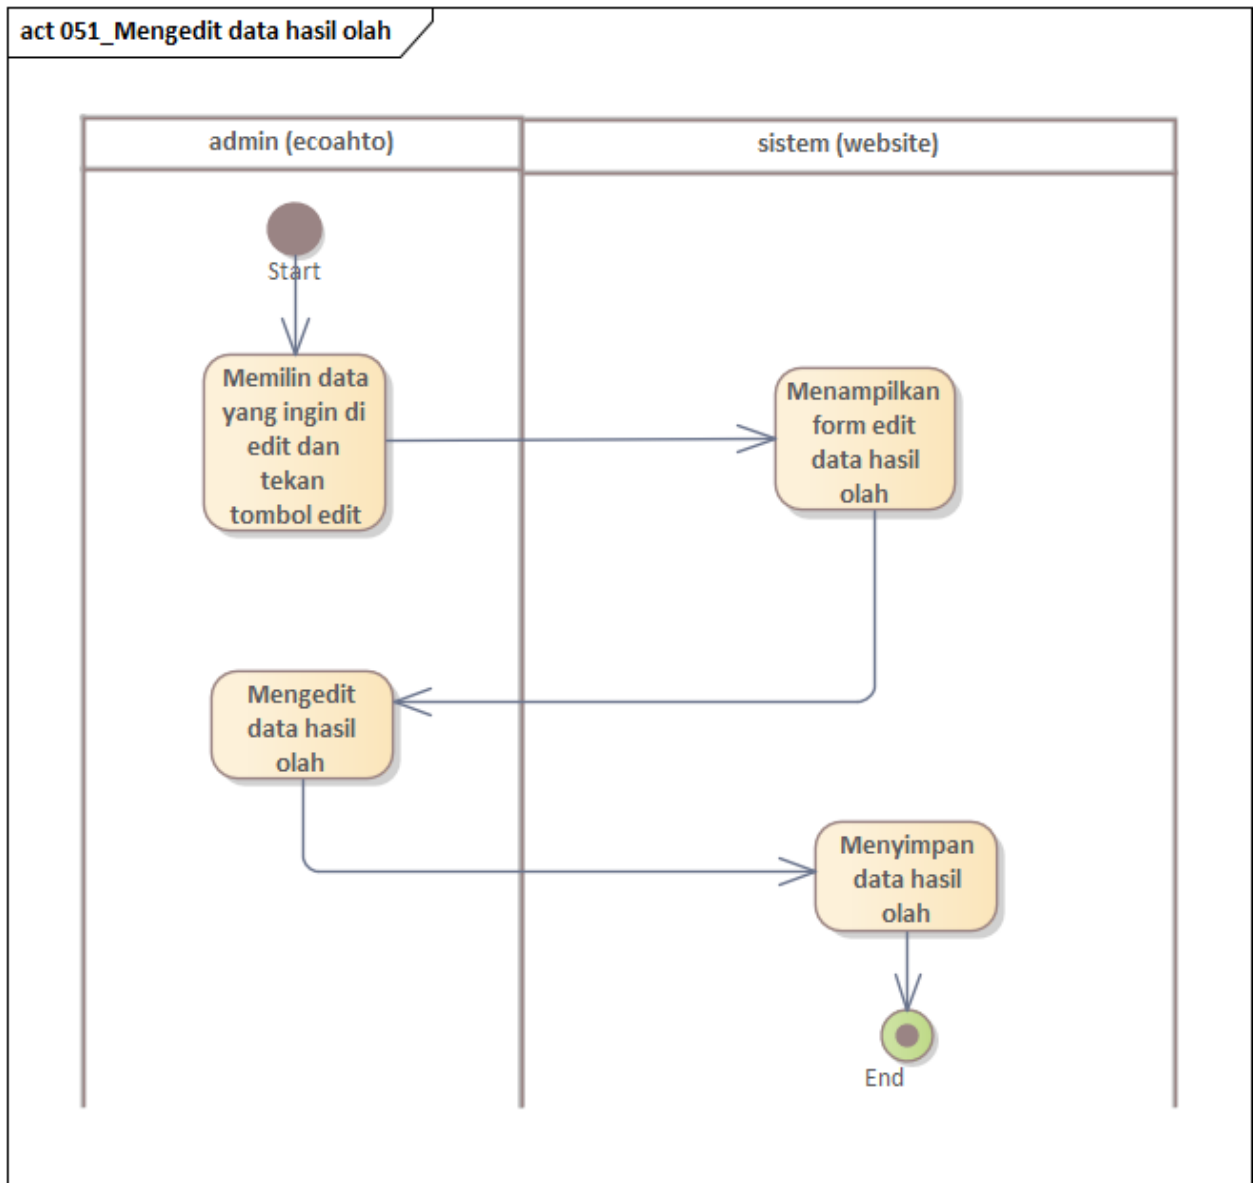 act 051_Mengedit data hasil olah
admin (ecoahto)
sistem (website)
Start
Memilin data
yang ingin di
edit dan
tekan
tombol edit
Menampilkan
form edit
data hasil
olah
Mengedit
data hasil
olah
Menyimpan
data hasil
olah
End